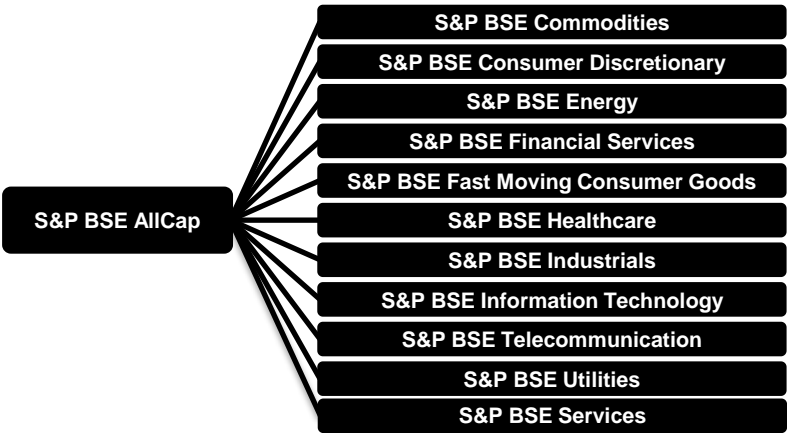 S&P BSE AllCap
S&P BSE Commodities
S&P BSE Consumer Discretionary
S&P BSE Energy
S&P BSE Financial Services
S&P BSE Fast Moving Consumer Goods
S&P BSE Healthcare
S&P BSE Industrials
S&P BSE Information Technology
S&P BSE Telecommunication
S&P BSE Utilities
S&P BSE Services